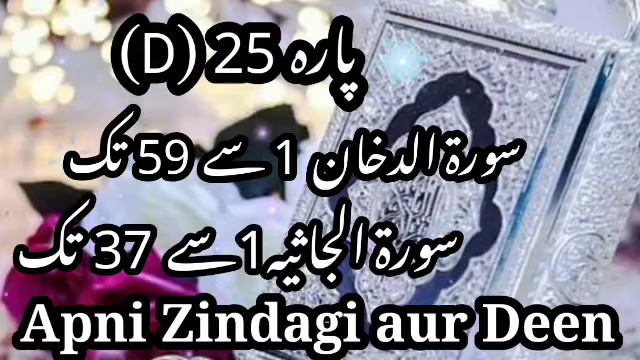 پارہ 25 (D)
سورۃ الدخان 1 سے 59 تک
سورۃ الجاثیہ 1 سے 37 تک
Apni Zindagi aur Deen